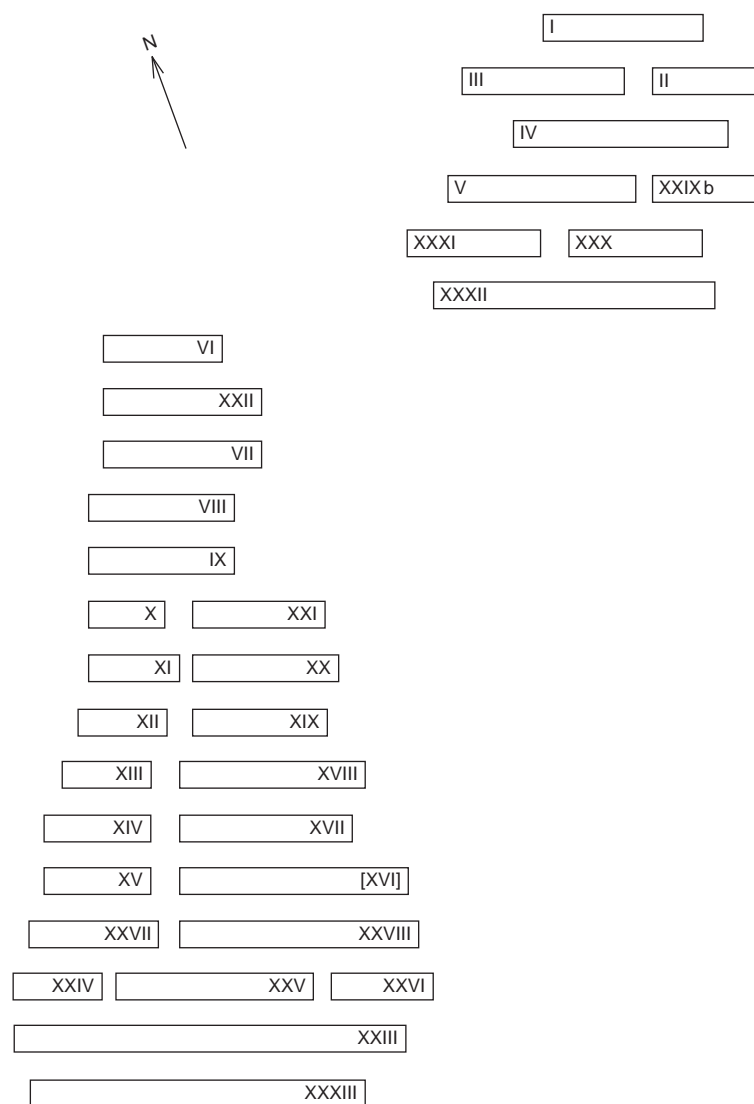 N
I
III II
IV
V XXIX b
XXXI XXX
XXXII
VI
XXII
VII
VIII
IX
X XXI
XI XX
XII XIX
XIII XVIII
XIV XVII
XV [XVI]
XXVII XXVIII
XXIV XXV XXVI
XXIII
XXXIII